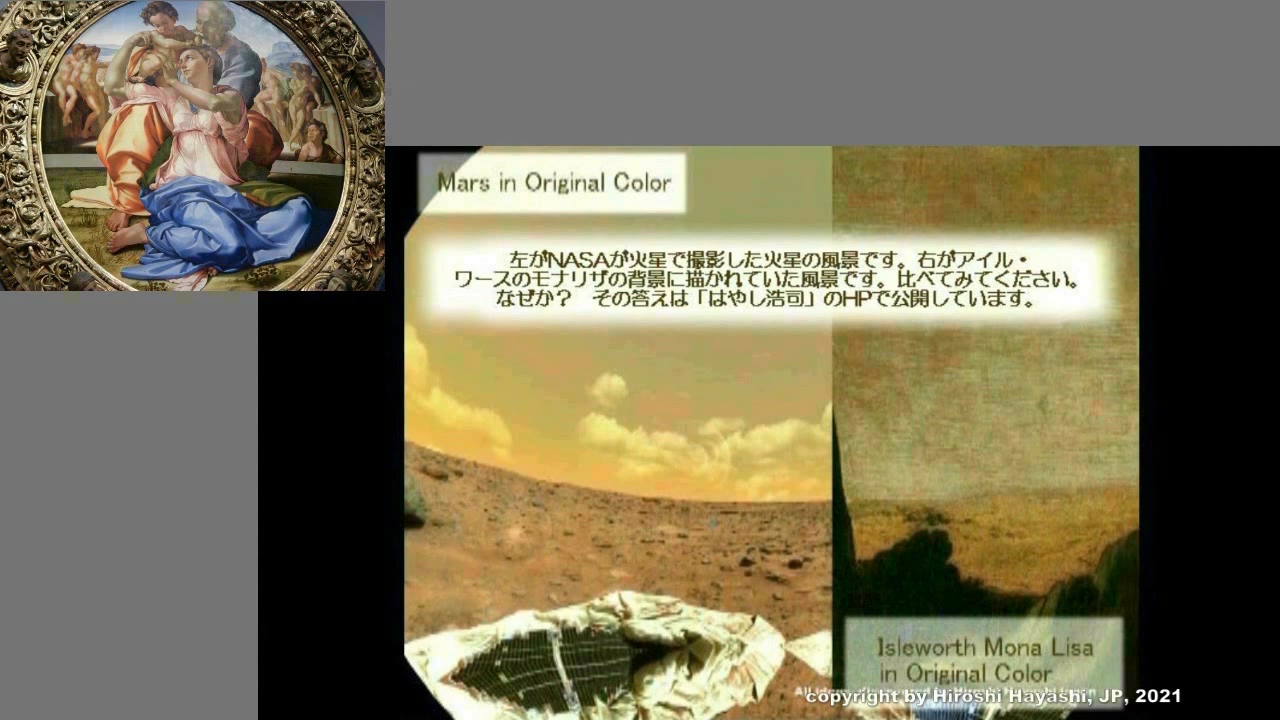 Mars in Original Color
左がNASAが火星で撮影した火星の風景です。右がアイル・
ワースのモナリザの背景に描かれていた風景です。比べてみてください。
なぜか？　その答えは「はやし浩司」のHPで公開しています。
Isleworth Mona Lisa
in Original Color
copyright by Hiroshi Hayashi, JP, 2021